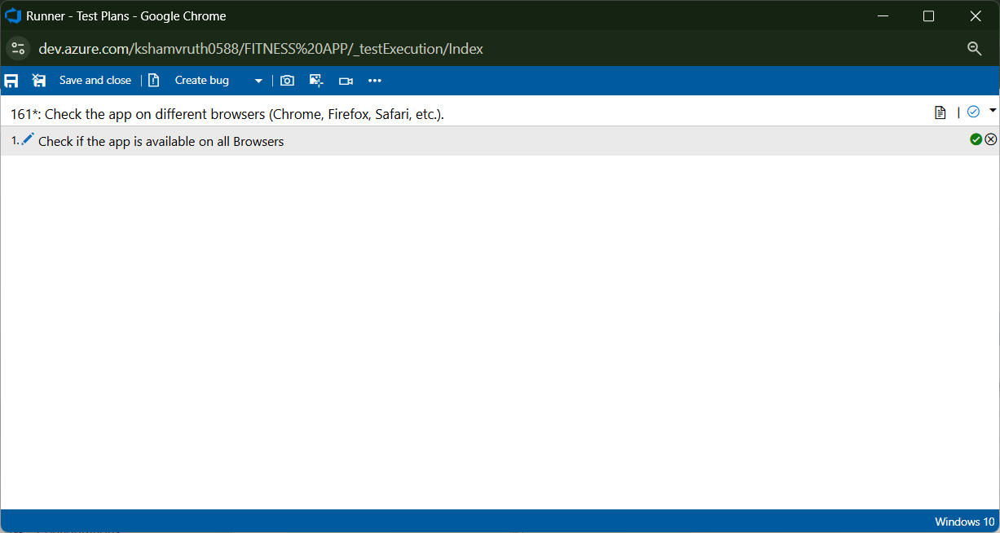 Runner - Test Plans - Google Chrome
dev.azure.com/kshamvruth0588/FITNESS%20APP/_testExecution/Index
Save and close | Create bug
161*: Check the app on different browsers (Chrome, Firefox, Safari, etc.).
1. Check if the app is available on all Browsers
Windows 10